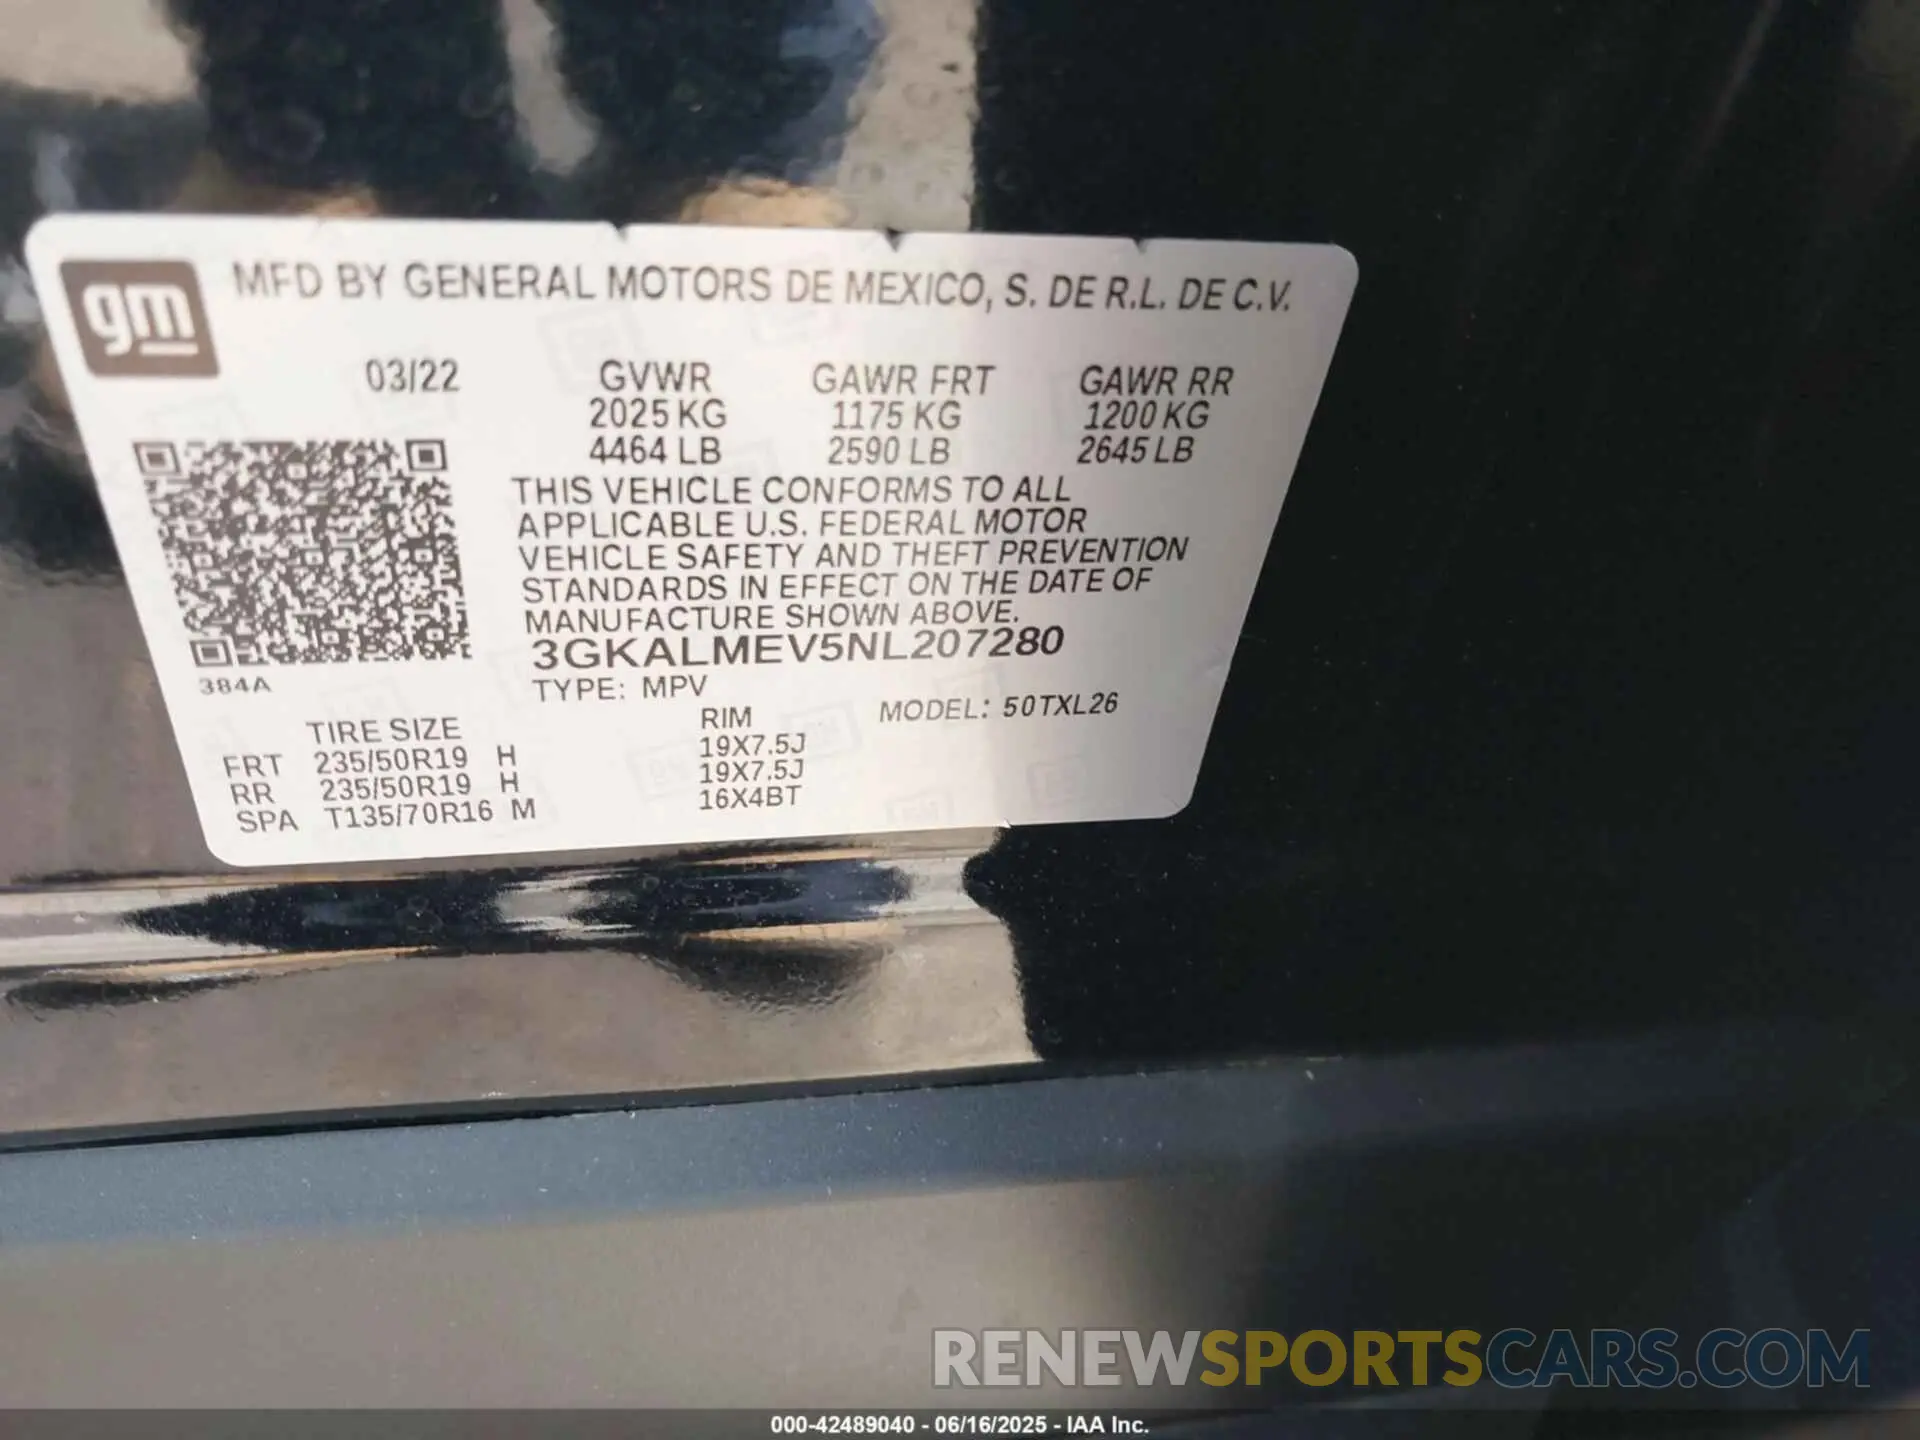 gm
MFD BY GENERAL MOTORS DE MEXICO, S. DE R.L. DE C.V.
03/22 GVWR GAWR FRT GAWR RR
2025 KG 1175 KG 1200 KG
4464 LB 2590 LB 2645 LB
THIS VEHICLE CONFORMS TO ALL
APPLICABLE U.S. FEDERAL MOTOR
VEHICLE SAFETY AND THEFT PREVENTION
STANDARDS IN EFFECT ON THE DATE OF
MANUFACTURE SHOWN ABOVE.
3GKALMEV5NL207280
384A
TYPE: MPV
MODEL: 50TXL26
TIRE SIZE RIM
FRT 235/50R19 H 19X7.5J
RR 235/50R19 H 19X7.5J
SPA T135/70R16 M 16X4BT
RENEWSPORTSCARS.COM
000-42489040 - 06/16/2025 - IAA Inc.